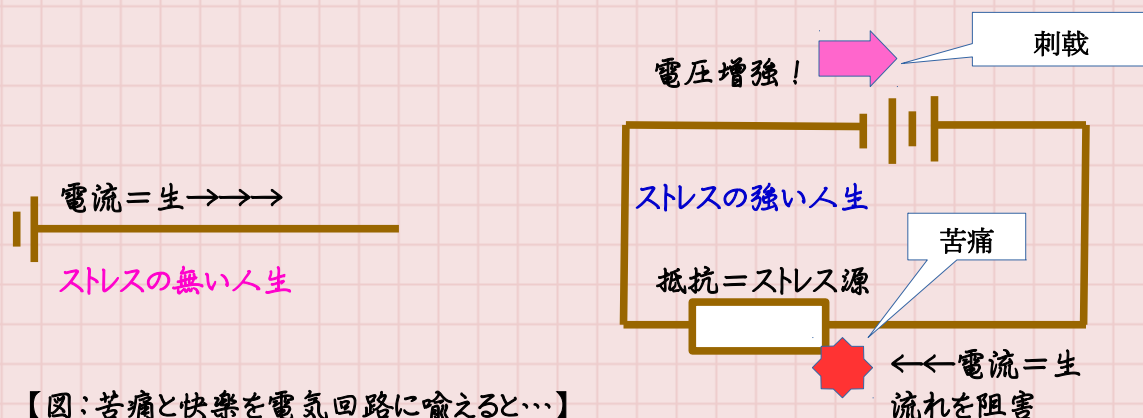 電流＝生→→→
ストレスの無い人生
電圧増強！
刺戟
ストレスの強い人生
苦痛
抵抗＝ストレス源
←←電流＝生
流れを阻害
【図：苦痛と快楽を電気回路に喩えると…】